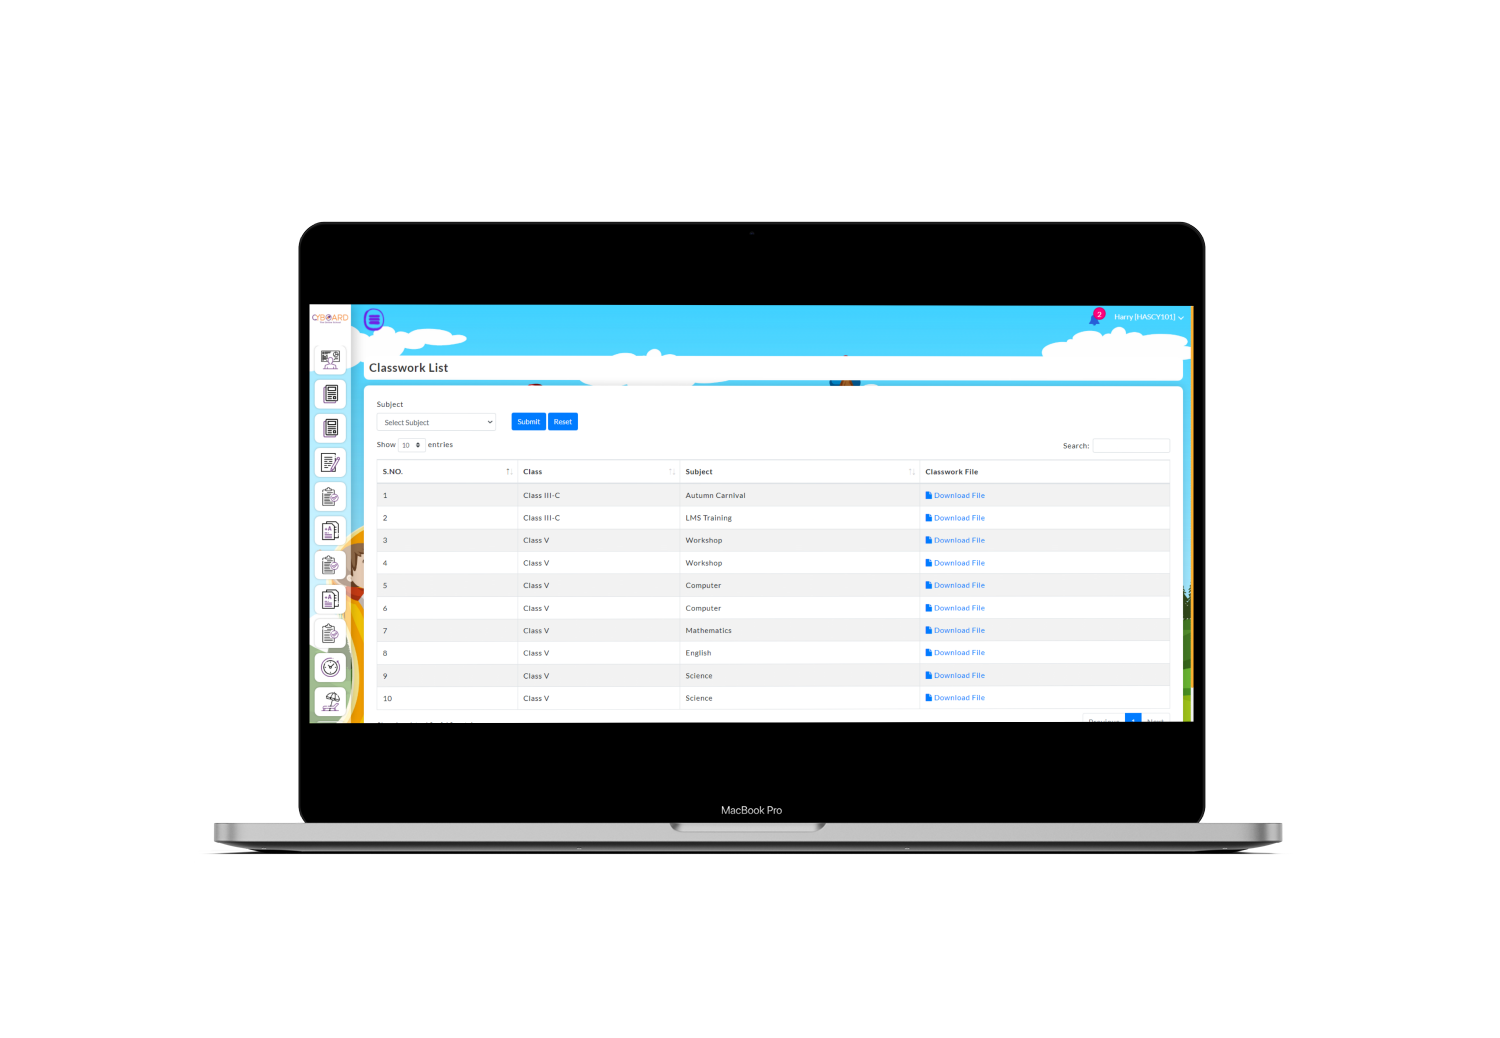 CYBOARD
2
Harry [HASCY101]
Classwork List
Subject
Select Subject
Submit
Reset
Show 10 entries
Search:
S.NO.
Class
Subject
Classwork File
1 Class III-C Autumn Carnival Download File
2 Class III-C LMS Training Download File
3 Class V Workshop Download File
4 Class V Workshop Download File
5 Class V Computer Download File
6 Class V Computer Download File
7 Class V Mathematics Download File
8 Class V English Download File
9 Class V Science Download File
10 Class V Science Download File
Previous 1 Next
MacBook Pro